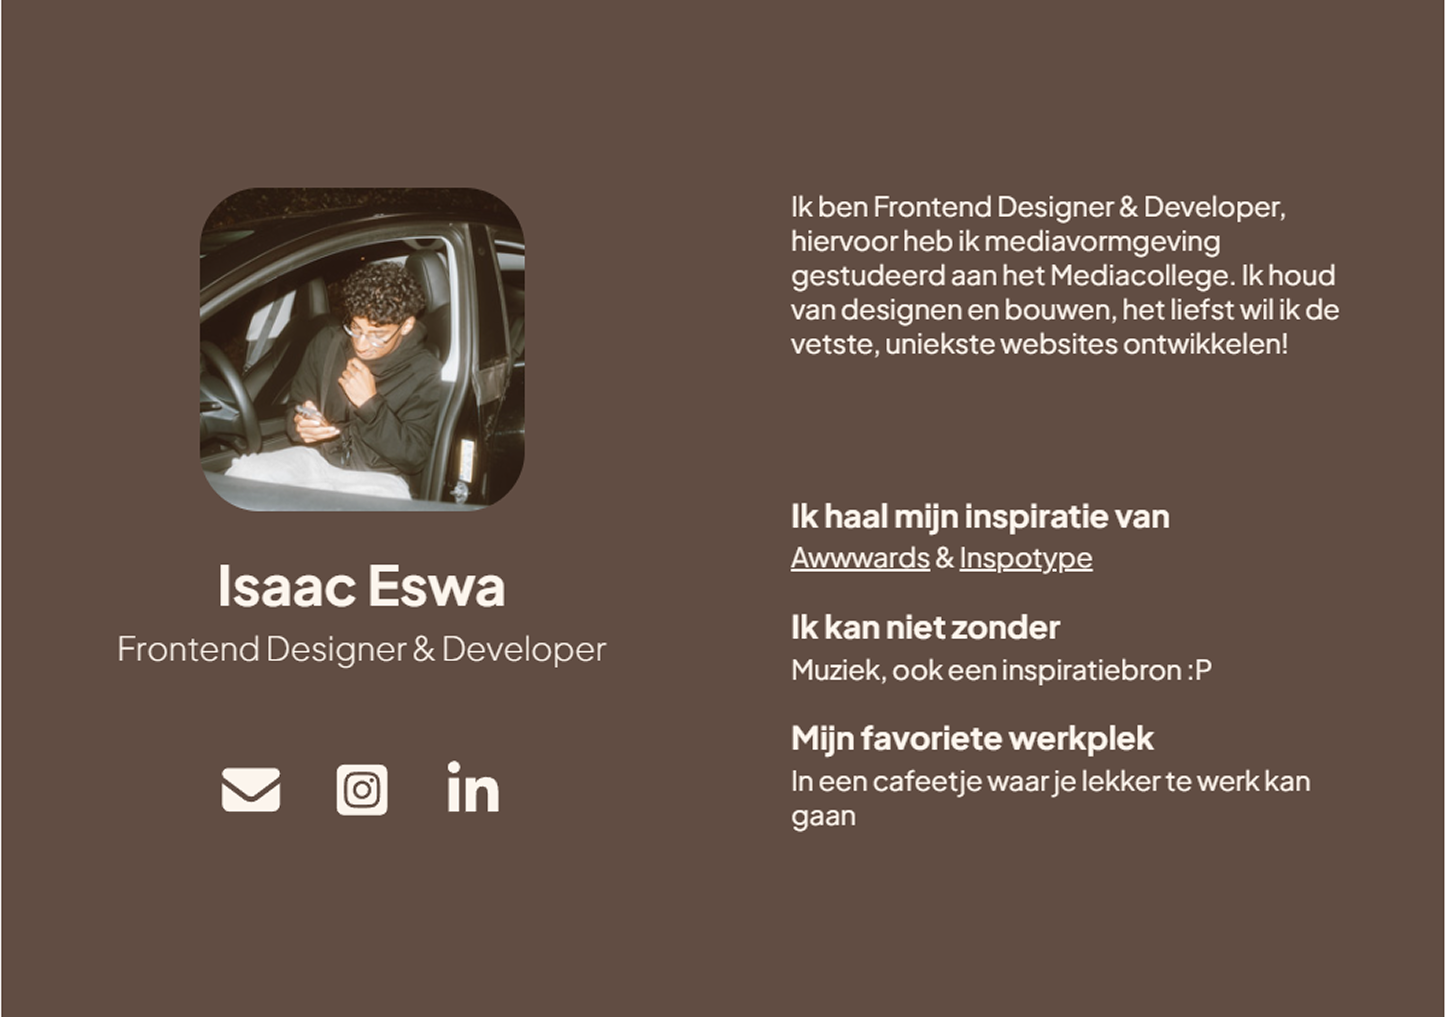 Isaac Eswa
Frontend Designer & Developer
Ik ben Frontend Designer & Developer,
hiervoor heb ik mediavormgeving
gestudeerd aan het Mediacollege. Ik houd
van designen en bouwen, het liefst wil ik de
vetste, uniekste websites ontwikkelen!
Ik haal mijn inspiratie van
Awwwards & Inspotype
Ik kan niet zonder
Muziek, ook een inspiratiebron :P
Mijn favoriete werkplek
In een cafeetje waar je lekker te werk kan
gaan